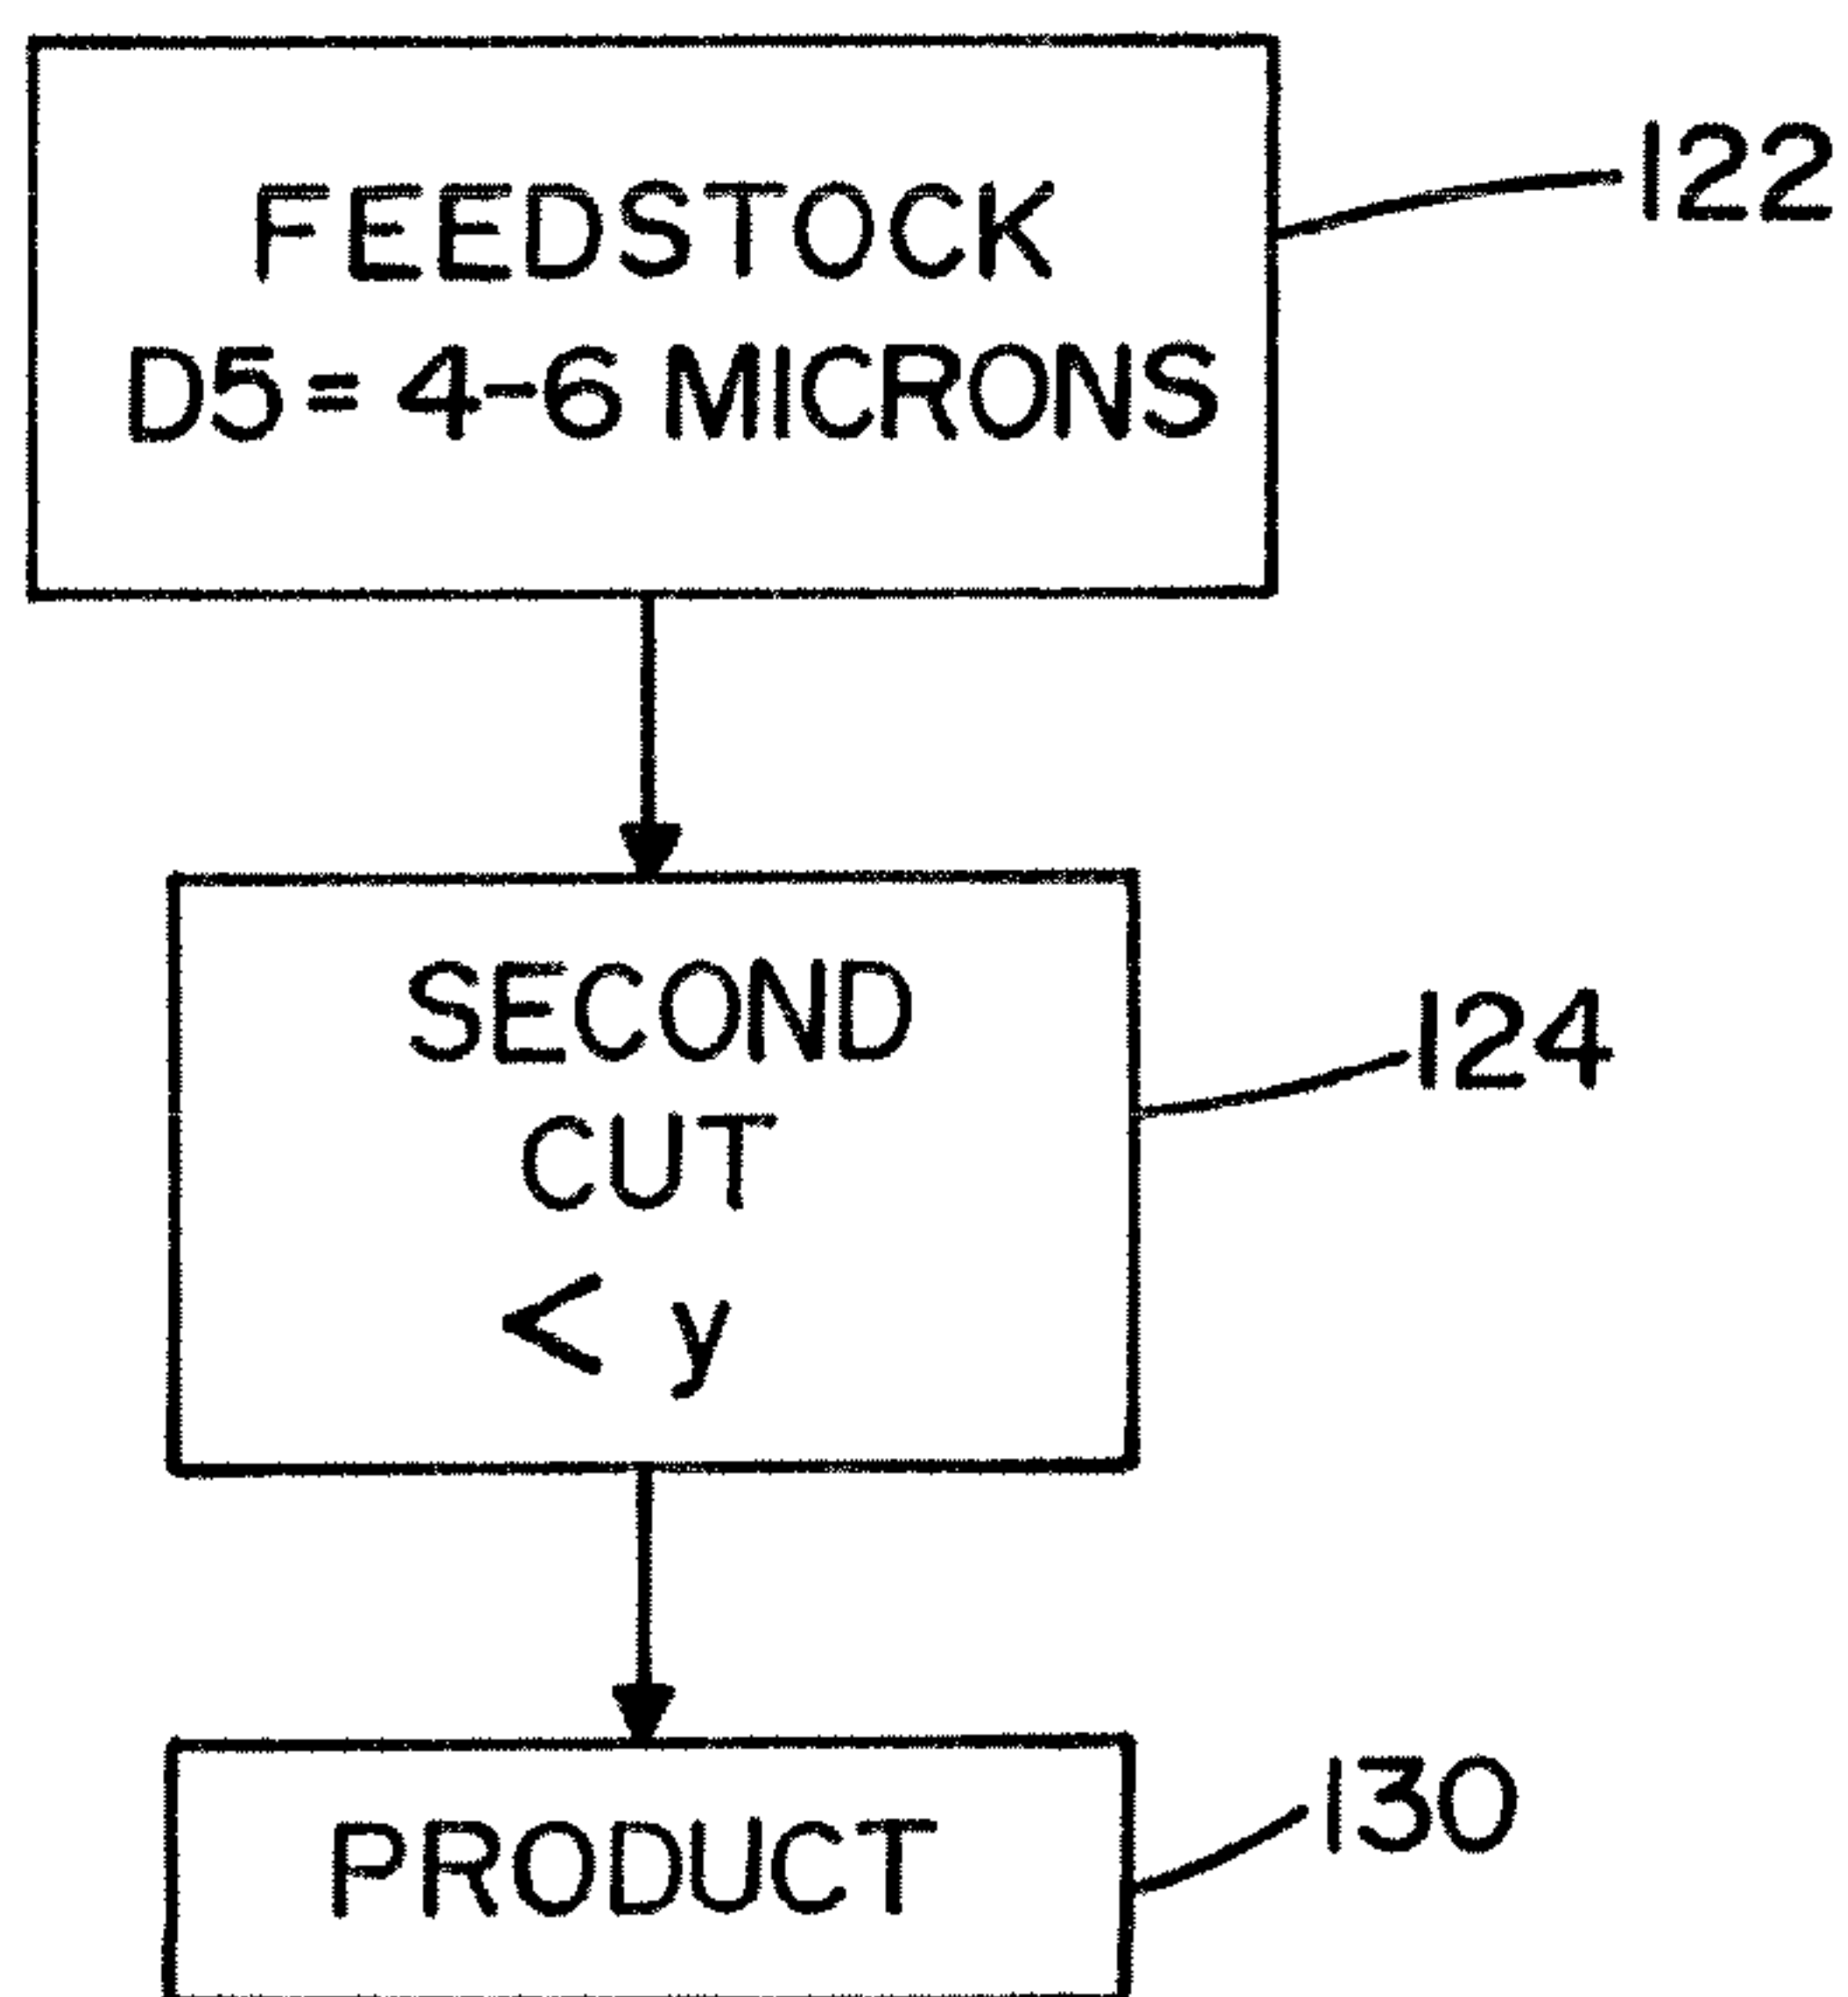 FEEDSTOCK
D5= 4-6 MICRONS
122
SECOND
CUT
< y
124
PRODUCT
130